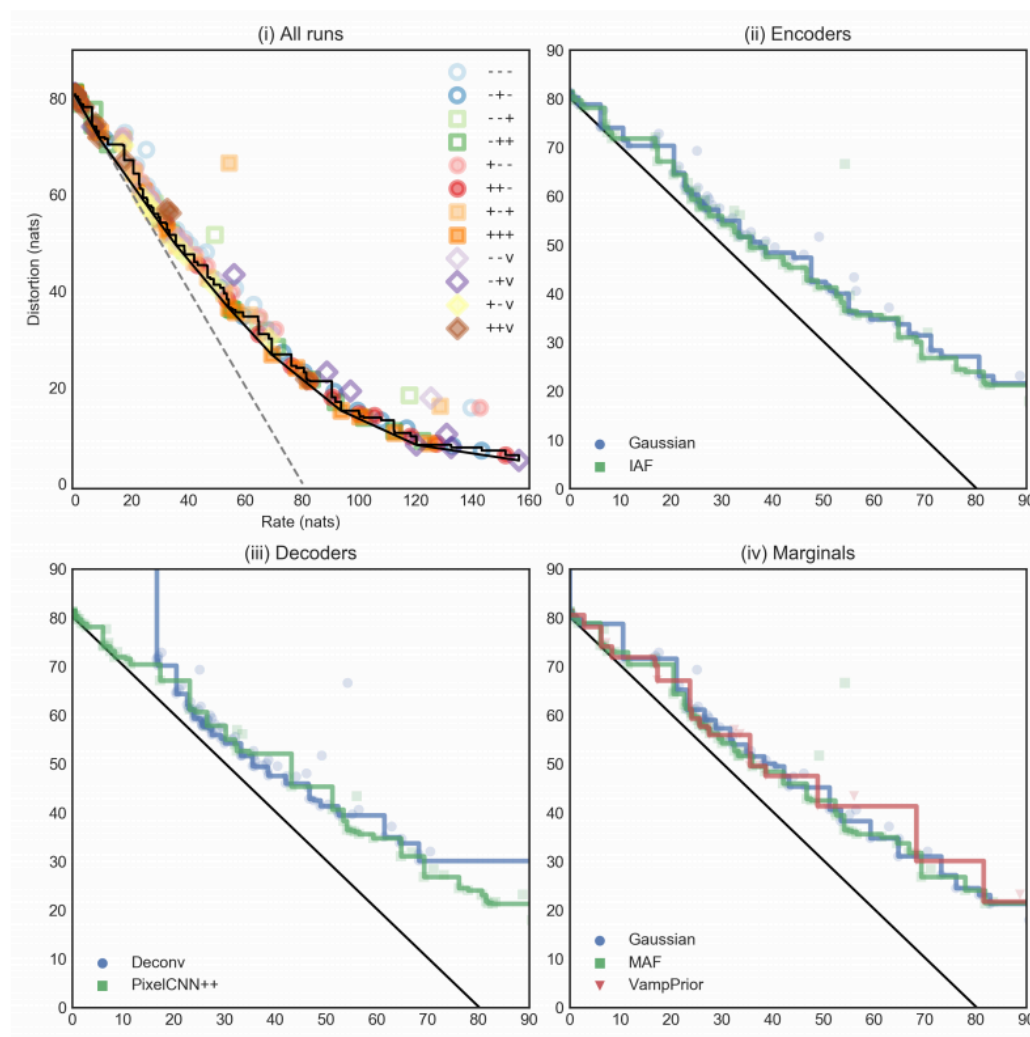 (i) All runs
80
60
40
20
0
0 20 40 60 80 100 120 140 160
Distortion (nats)
Rate (nats)
- - -
- + -
- - +
- + +
+ - -
+ + -
+ - +
+ + +
- - v
- + v
+ - v
+ + v
(ii) Encoders
90
80
70
60
50
40
30
20
10
0
0 10 20 30 40 50 60 70 80 90
Gaussian
IAF
(iii) Decoders
90
80
70
60
50
40
30
20
10
0
0 10 20 30 40 50 60 70 80 90
Deconv
PixelCNN++
(iv) Marginals
90
80
70
60
50
40
30
20
10
0
0 10 20 30 40 50 60 70 80 90
Gaussian
MAF
VampPrior